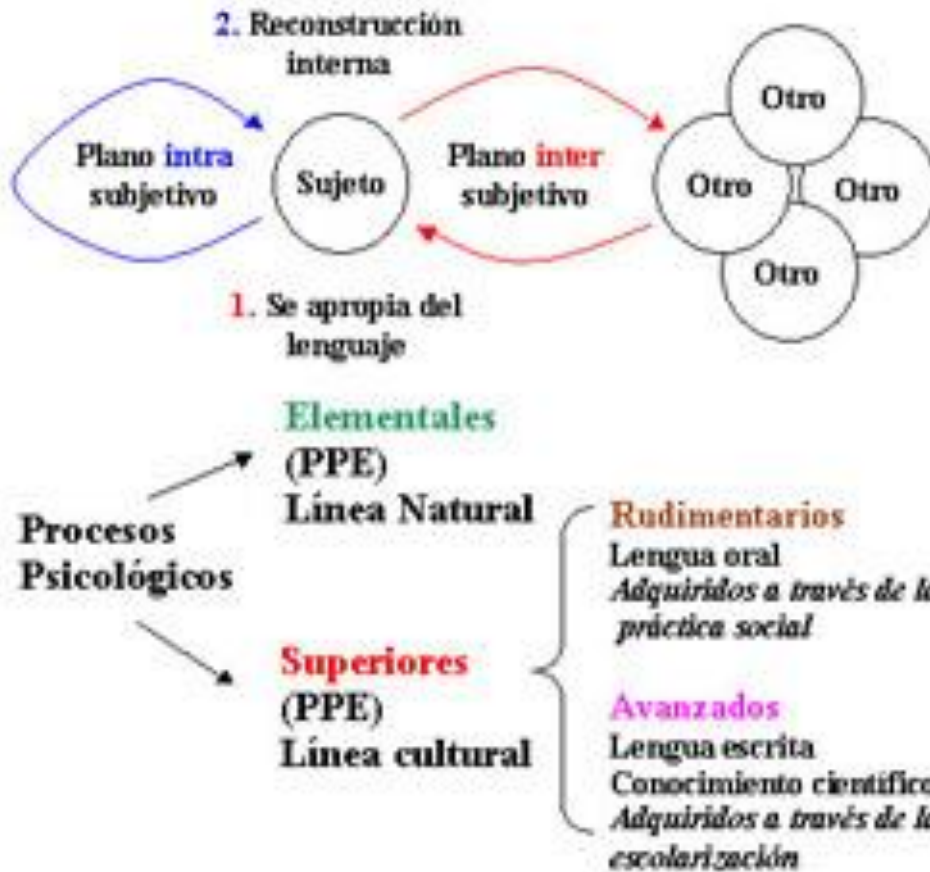 2. Reconstrucción
interna
Plano intra
subjetivo
Sujeto
Plano inter
subjetivo
Otro
Otro
Otro
Otro
1. Se apropia del
lenguaje
Procesos
Psicológicos
Elementales
(PPE)
Línea Natural
Superiores
(PPE)
Línea cultural
Rudimentarios
Lengua oral
Adquiridos a través de la
práctica social
Avanzados
Lengua escrita
Conocimiento científico
Adquiridos a través de la
escolarización